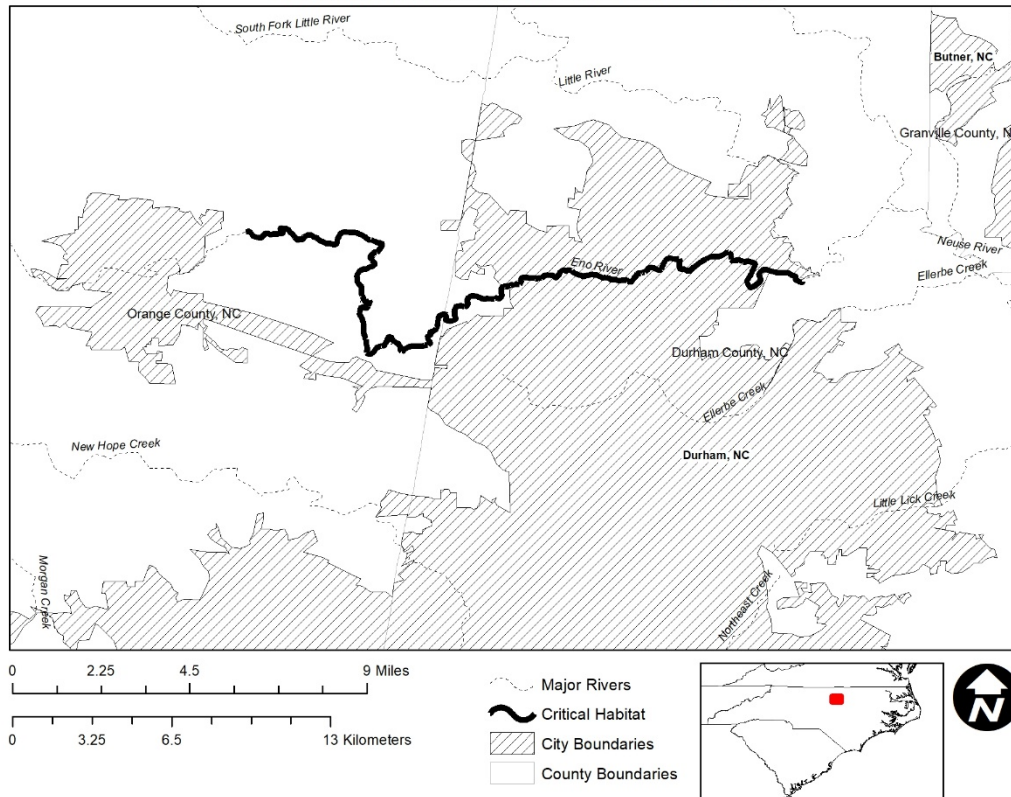 South Fork Little River
Butner, NC
Little River
Granville County, N
Neuse River
Eno River
Ellerbe Creek
Orange County, NC
Durham County, NC
Ellerbe Creek
New Hope Creek
Durham, NC
Little Lick Creek
Morgan Creek
Northeast Creek
0 2.25 4.5 9 Miles
0 3.25 6.5 13 Kilometers
Major Rivers
Critical Habitat
City Boundaries
County Boundaries
N